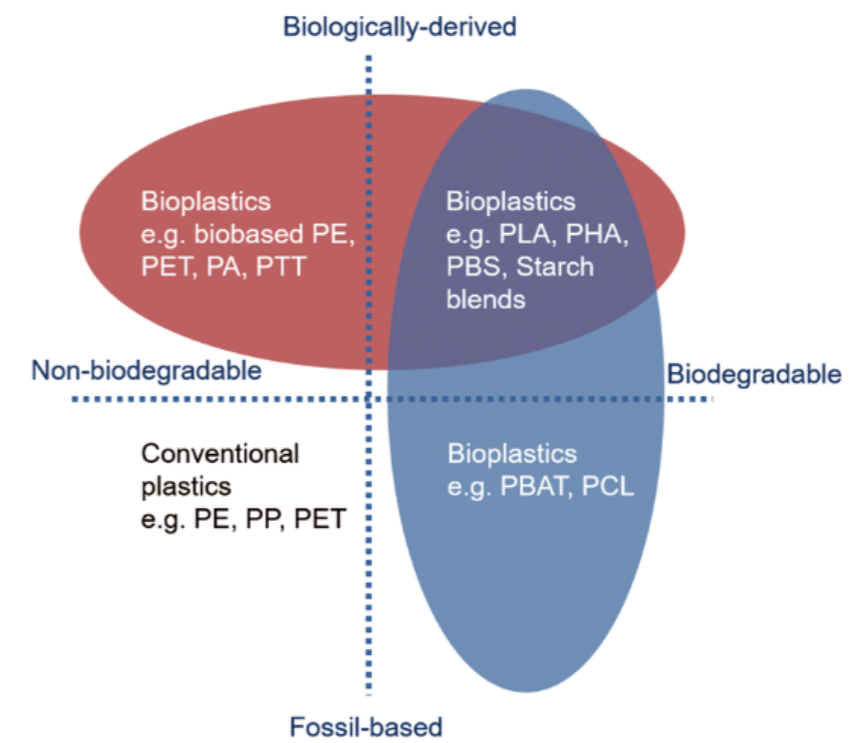 Biologically-derived
Bioplastics
e.g. biobased PE,
PET, PA, PTT
Bioplastics
e.g. PLA, PHA,
PBS, Starch
blends
Non-biodegradable
Biodegradable
Conventional
plastics
e.g. PE, PP, PET
Bioplastics
e.g. PBAT, PCL
Fossil-based